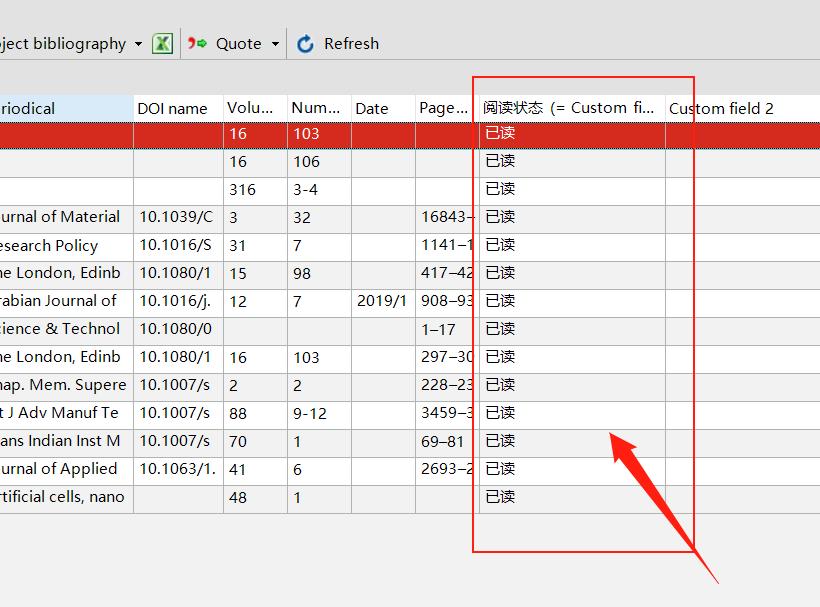 ject bibliography Quote Refresh
riodical DOI name Volu... Num... Date Page... 阅读状态 (= Custom fi... Custom field 2
16 103 已读
16 106 已读
316 3-4 已读
urnal of Material 10.1039/C 3 32 16843– 已读
esearch Policy 10.1016/S 31 7 1141–1 已读
he London, Edinb 10.1080/1 15 98 417–42 已读
rabian Journal of 10.1016/j. 12 7 2019/1 908–93 已读
cience & Technol 10.1080/0 1–17 已读
he London, Edinb 10.1080/1 16 103 297–30 已读
hap. Mem. Supere 10.1007/s 2 2 228–23 已读
t J Adv Manuf Te 10.1007/s 88 9-12 3459–3 已读
ans Indian Inst M 10.1007/s 70 1 69–81 已读
urnal of Applied 10.1063/1. 41 6 2693–2 已读
rtificial cells, nano 48 1 已读